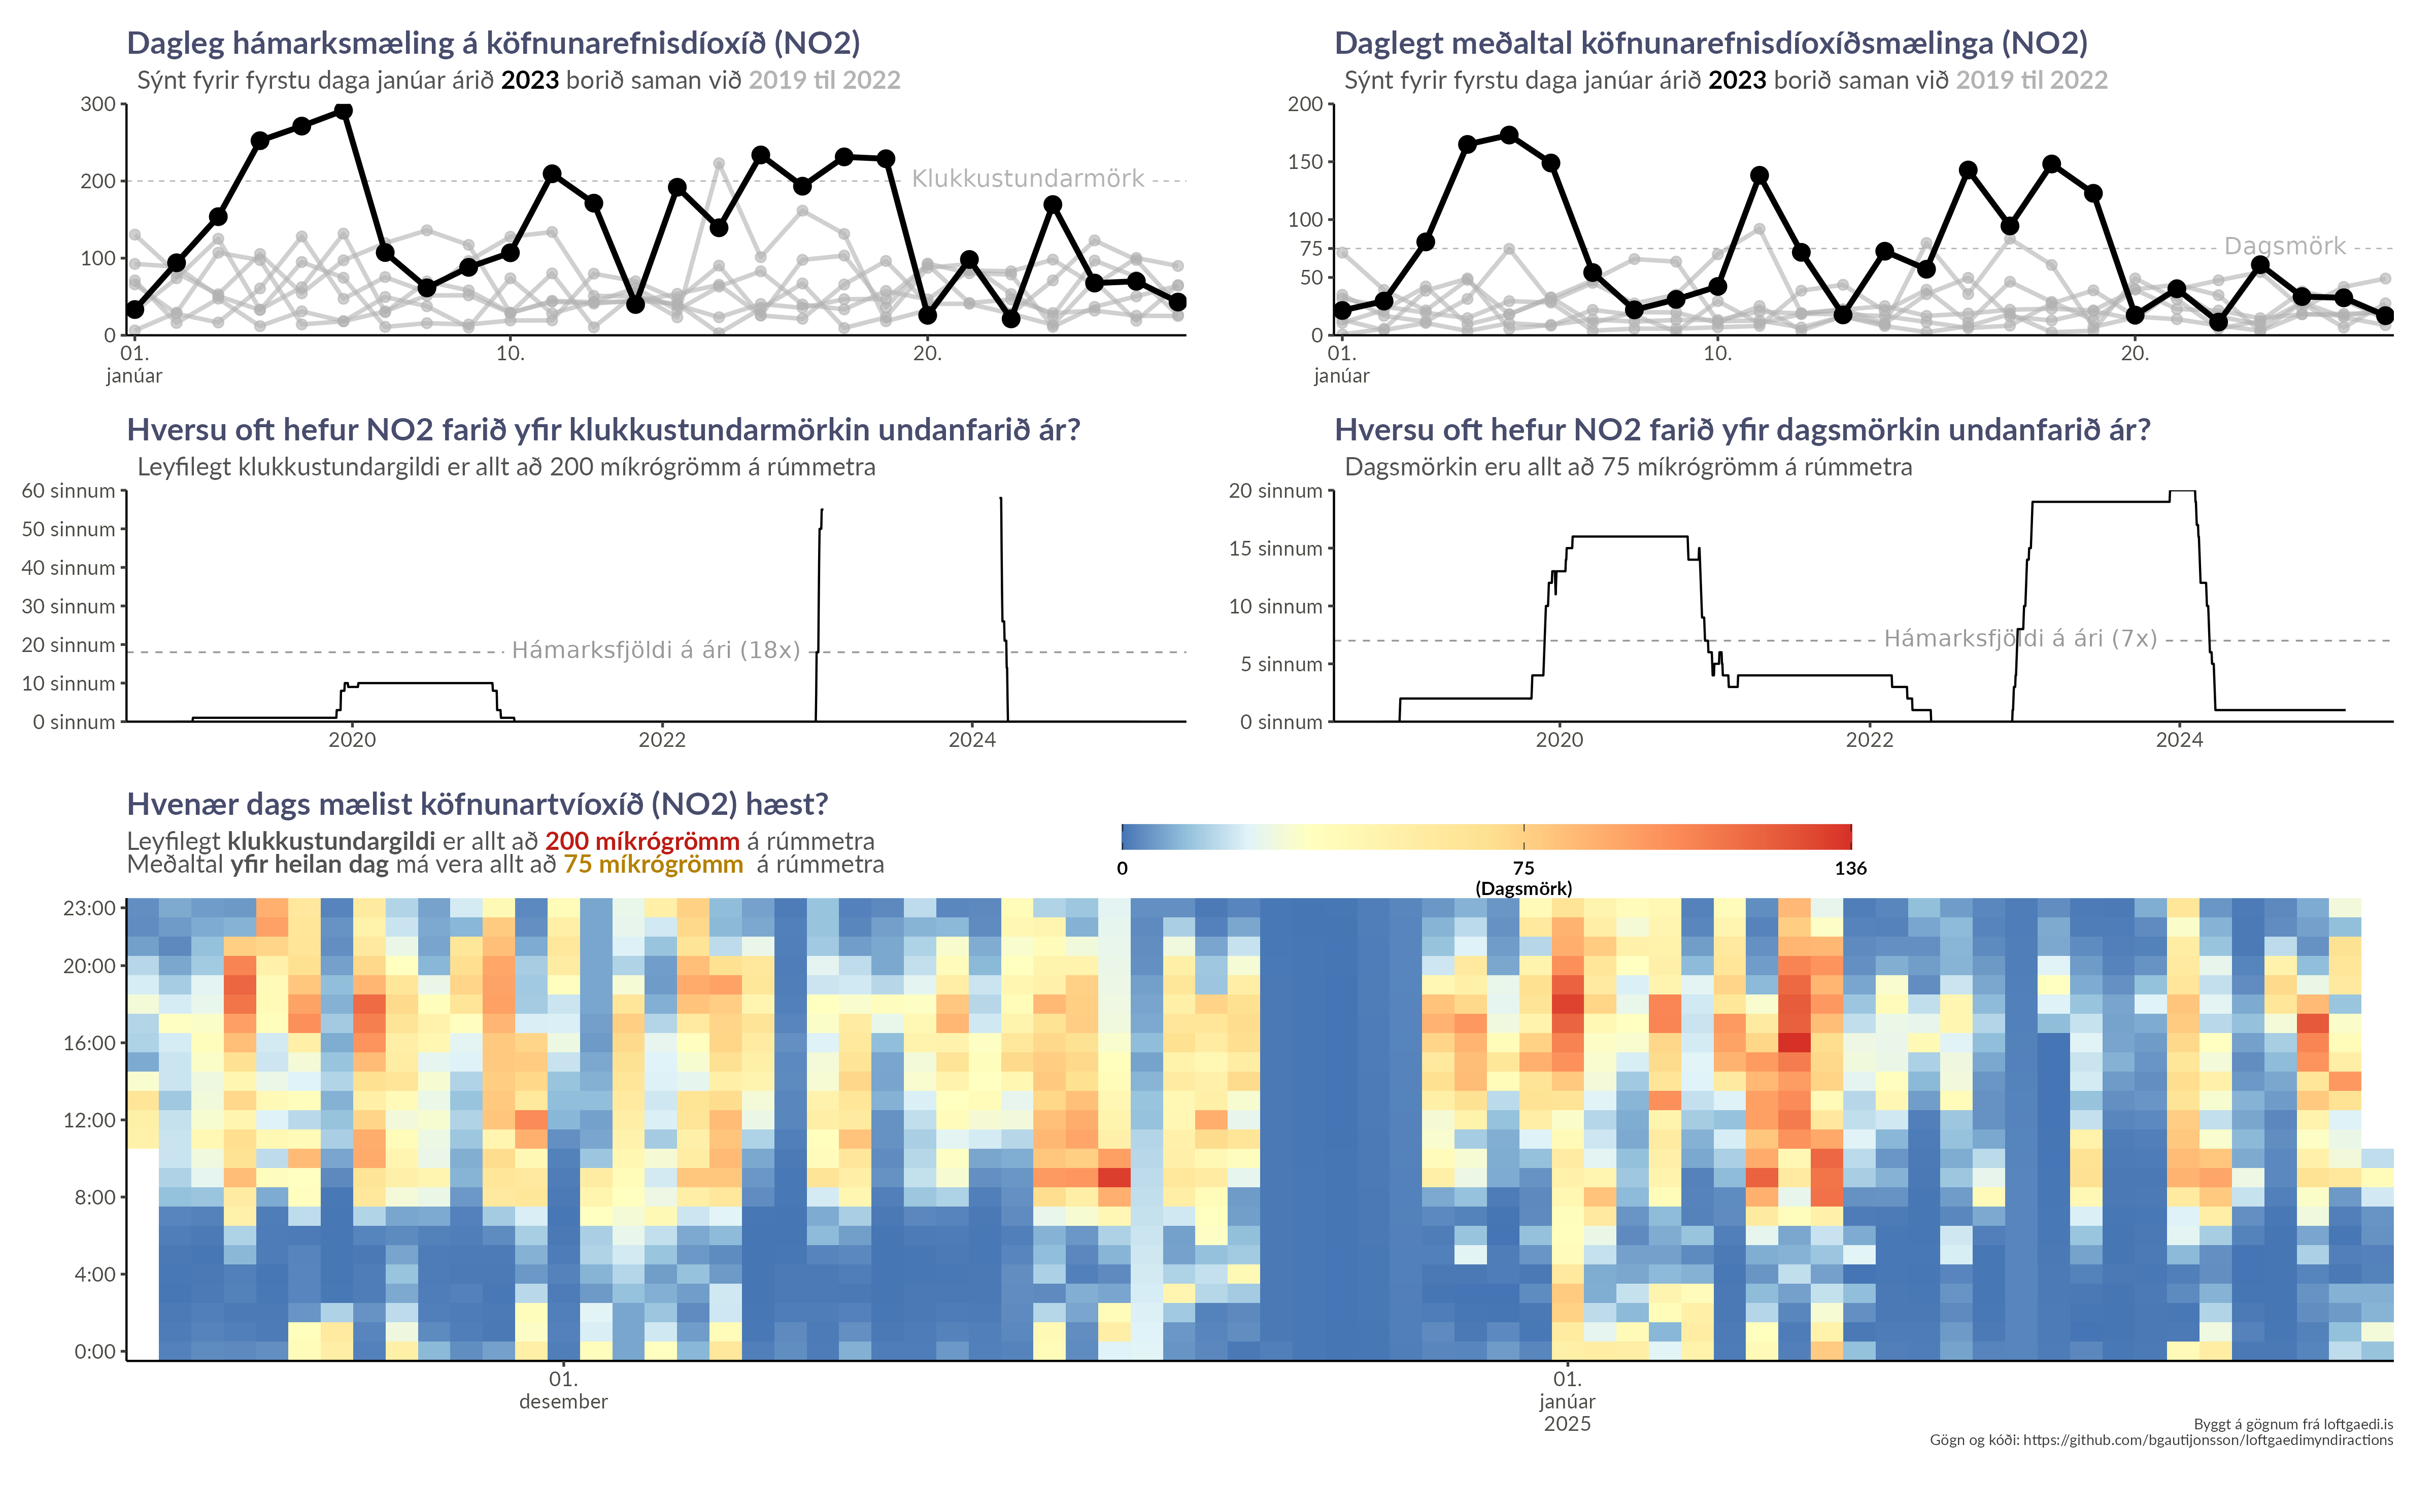 Dagleg hámarksmæling á köfnunarefnisdíoxíð (NO2)
Sýnt fyrir fyrstu daga janúar árið 2023 borið saman við 2019 til 2022
300
200
100
0
Klukkustundarmörk
01.
janúar
10.
20.
Daglegt meðaltal köfnunarefnisdíoxíðsmælinga (NO2)
Sýnt fyrir fyrstu daga janúar árið 2023 borið saman við 2019 til 2022
200
150
100
75
50
0
Dagsmörk
01.
janúar
10.
20.
Hversu oft hefur NO2 farið yfir klukkustundarmörkin undanfarið ár?
Leyfilegt klukkustundargildi er allt að 200 míkrógrömm á rúmmetra
60 sinnum
50 sinnum
40 sinnum
30 sinnum
20 sinnum
10 sinnum
0 sinnum
Hámarksfjöldi á ári (18x)
2020
2022
2024
Hversu oft hefur NO2 farið yfir dagsmörkin undanfarið ár?
Dagsmörkin eru allt að 75 míkrógrömm á rúmmetra
20 sinnum
15 sinnum
10 sinnum
5 sinnum
0 sinnum
Hámarksfjöldi á ári (7x)
2020
2022
2024
Hvenær dags mælist köfnunartvíoxíð (NO2) hæst?
Leyfilegt klukkustundargildi er allt að 200 míkrógrömm á rúmmetra
Meðaltal yfir heilan dag má vera allt að 75 míkrógrömm á rúmmetra
0
75
(Dagsmörk)
136
23:00
20:00
16:00
12:00
8:00
4:00
0:00
01.
desember
01.
janúar
2025
Byggt á gögnum frá loftgaedi.is
Gögn og kóði: https://github.com/bgautijonsson/loftgaedimyndiractions